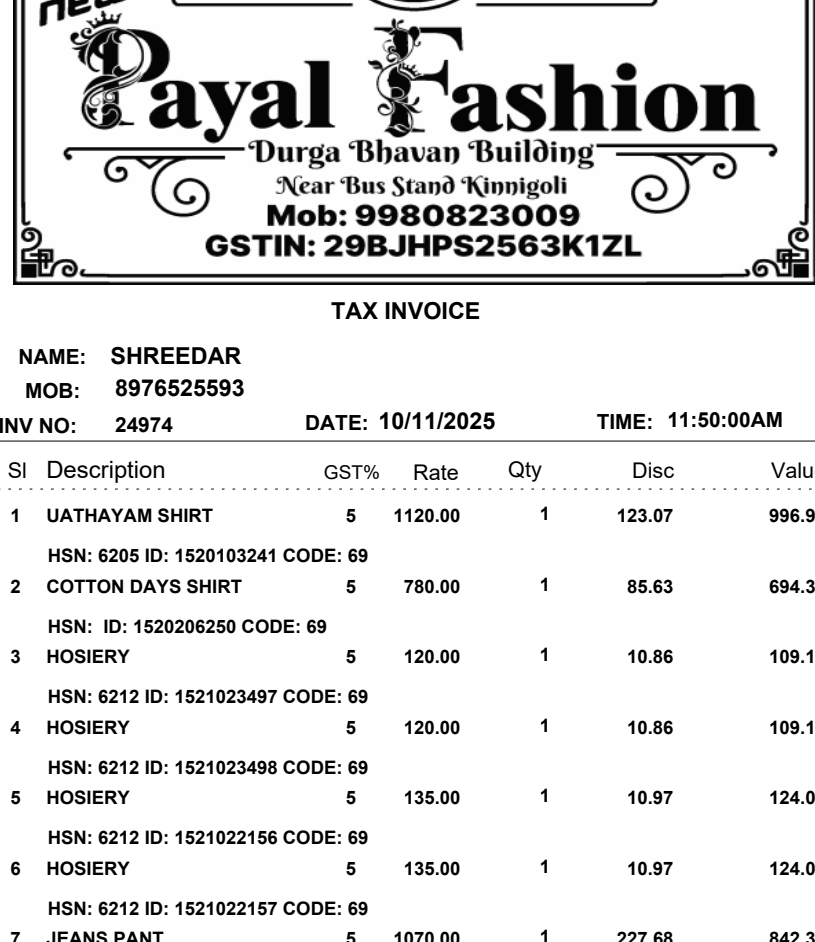 Payal Fashion
Durga Bhavan Building
Near Bus Stand Kinnigoli
Mob: 9980823009
GSTIN: 29BJHPS2563K1ZL
TAX INVOICE
NAME: SHREEDAR
MOB: 8976525593
INV NO: 24974 DATE: 10/11/2025 TIME: 11:50:00AM
Sl Description GST% Rate Qty Disc Valu
1 UATHAYAM SHIRT 5 1120.00 1 123.07 996.9
HSN: 6205 ID: 1520103241 CODE: 69
2 COTTON DAYS SHIRT 5 780.00 1 85.63 694.3
HSN: ID: 1520206250 CODE: 69
3 HOSIERY 5 120.00 1 10.86 109.1
HSN: 6212 ID: 1521023497 CODE: 69
4 HOSIERY 5 120.00 1 10.86 109.1
HSN: 6212 ID: 1521023498 CODE: 69
5 HOSIERY 5 135.00 1 10.97 124.0
HSN: 6212 ID: 1521022156 CODE: 69
6 HOSIERY 5 135.00 1 10.97 124.0
HSN: 6212 ID: 1521022157 CODE: 69
7 JEANS PANT 5 1070.00 1 227.68 842.3